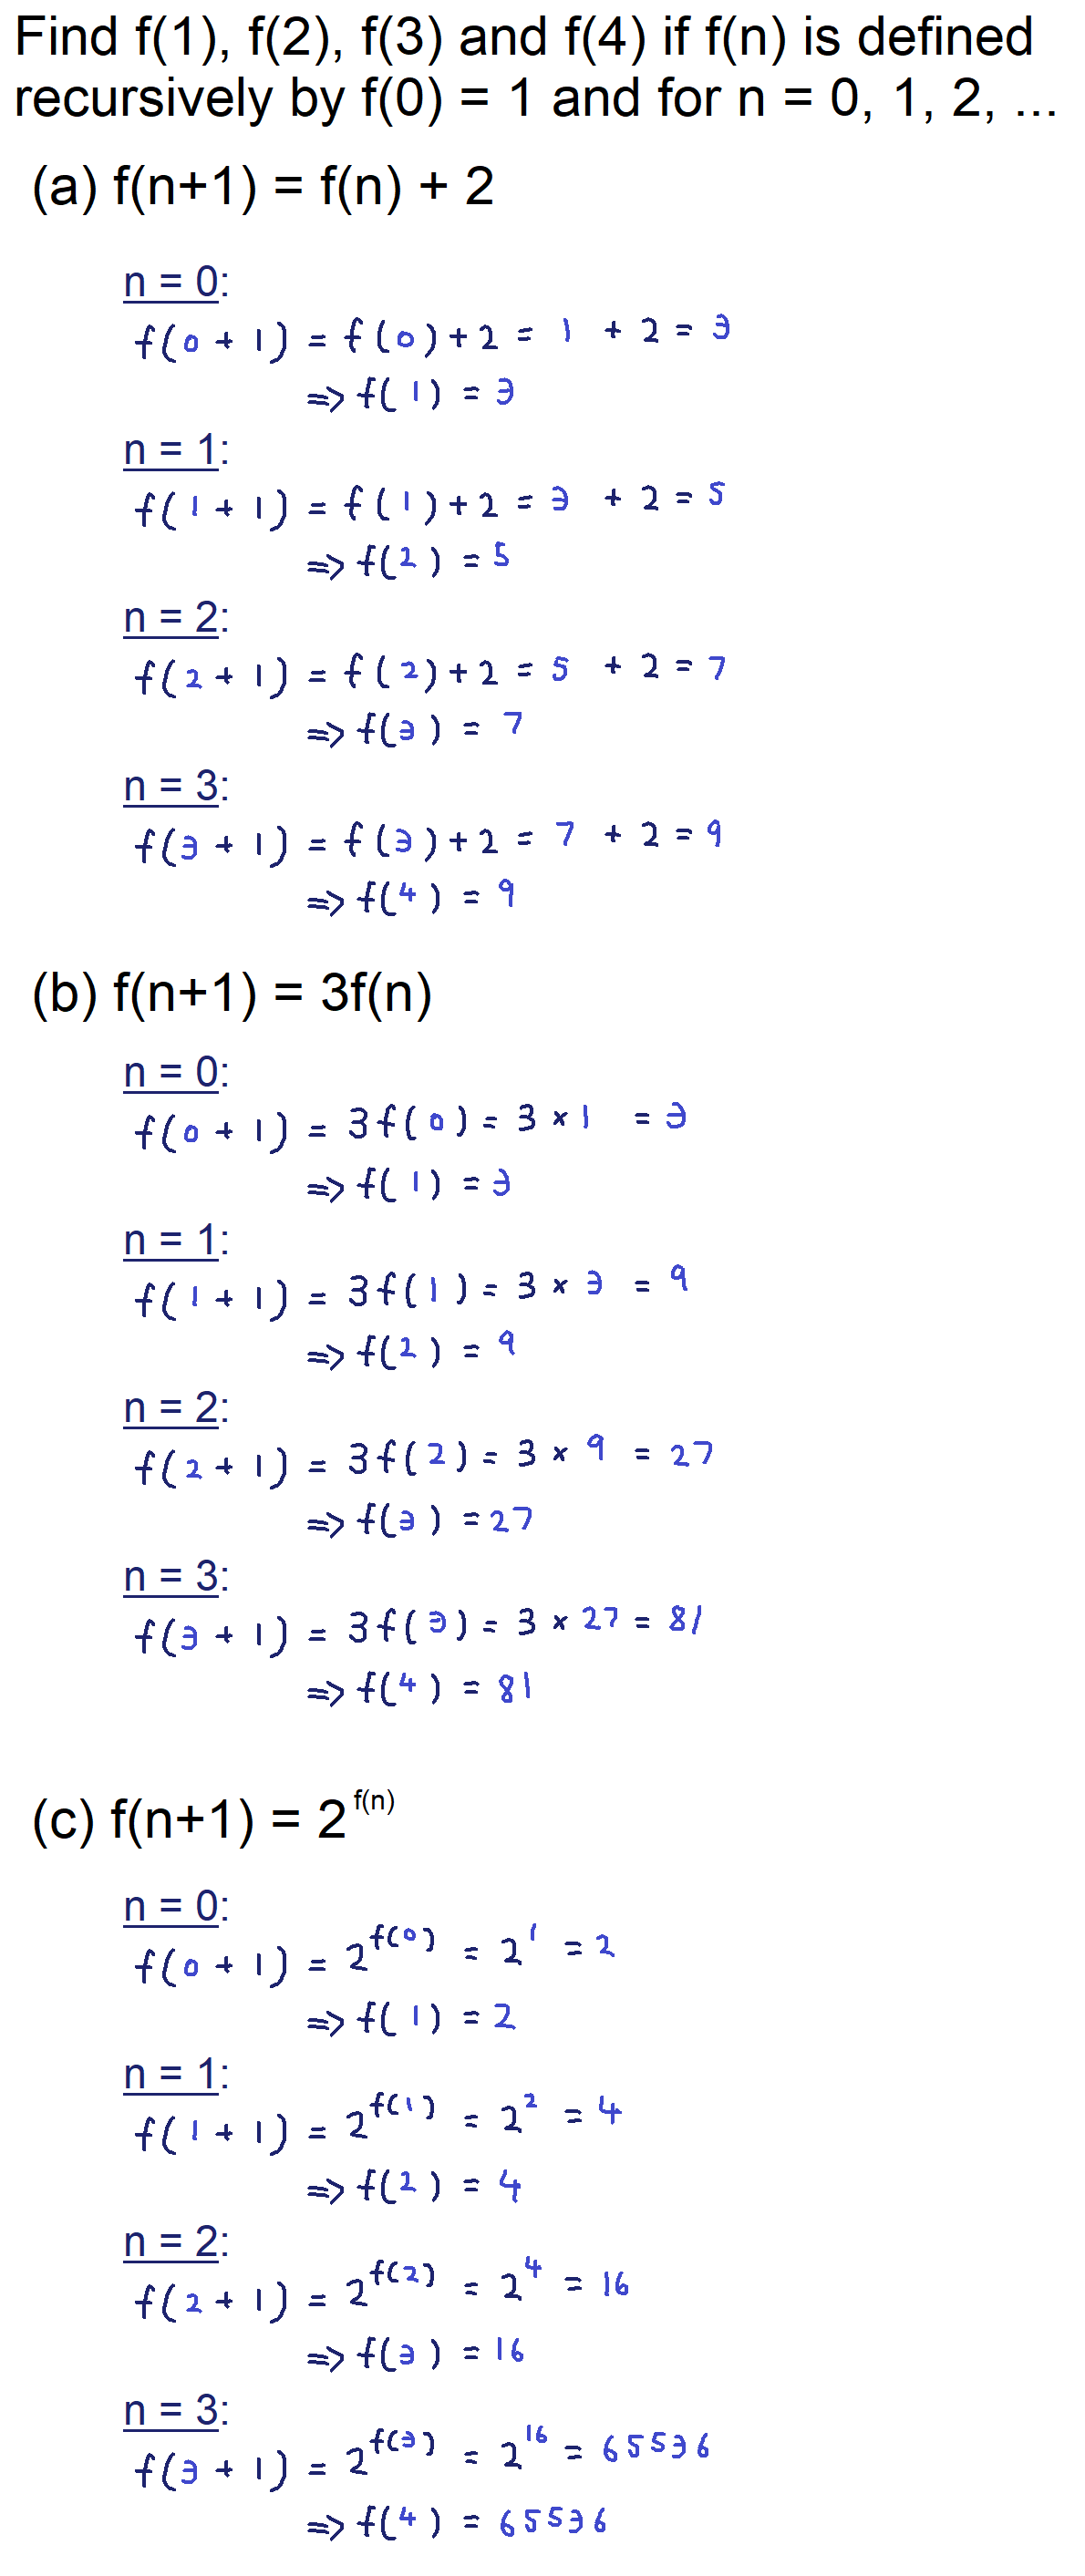 Find f(1), f(2), f(3) and f(4) if f(n) is defined
recursively by f(0) = 1 and for n = 0, 1, 2, ...
(a) f(n+1) = f(n) + 2
n = 0:
f(0 + 1) = f(0) + 2 = 1 + 2 = 3
⇒ f(1) = 3
n = 1:
f(1 + 1) = f(1) + 2 = 3 + 2 = 5
⇒ f(2) = 5
n = 2:
f(2 + 1) = f(2) + 2 = 5 + 2 = 7
⇒ f(3) = 7
n = 3:
f(3 + 1) = f(3) + 2 = 7 + 2 = 9
⇒ f(4) = 9
(b) f(n+1) = 3f(n)
n = 0:
f(0 + 1) = 3f(0) = 3 × 1 = 3
⇒ f(1) = 3
n = 1:
f(1 + 1) = 3f(1) = 3 × 3 = 9
⇒ f(2) = 9
n = 2:
f(2 + 1) = 3f(2) = 3 × 9 = 27
⇒ f(3) = 27
n = 3:
f(3 + 1) = 3f(3) = 3 × 27 = 81
⇒ f(4) = 81
(c) f(n+1) = 2^f(n)
n = 0:
f(0 + 1) = 2^f(0) = 2^1 = 2
⇒ f(1) = 2
n = 1:
f(1 + 1) = 2^f(1) = 2^2 = 4
⇒ f(2) = 4
n = 2:
f(2 + 1) = 2^f(2) = 2^4 = 16
⇒ f(3) = 16
n = 3:
f(3 + 1) = 2^f(3) = 2^16 = 65536
⇒ f(4) = 65536